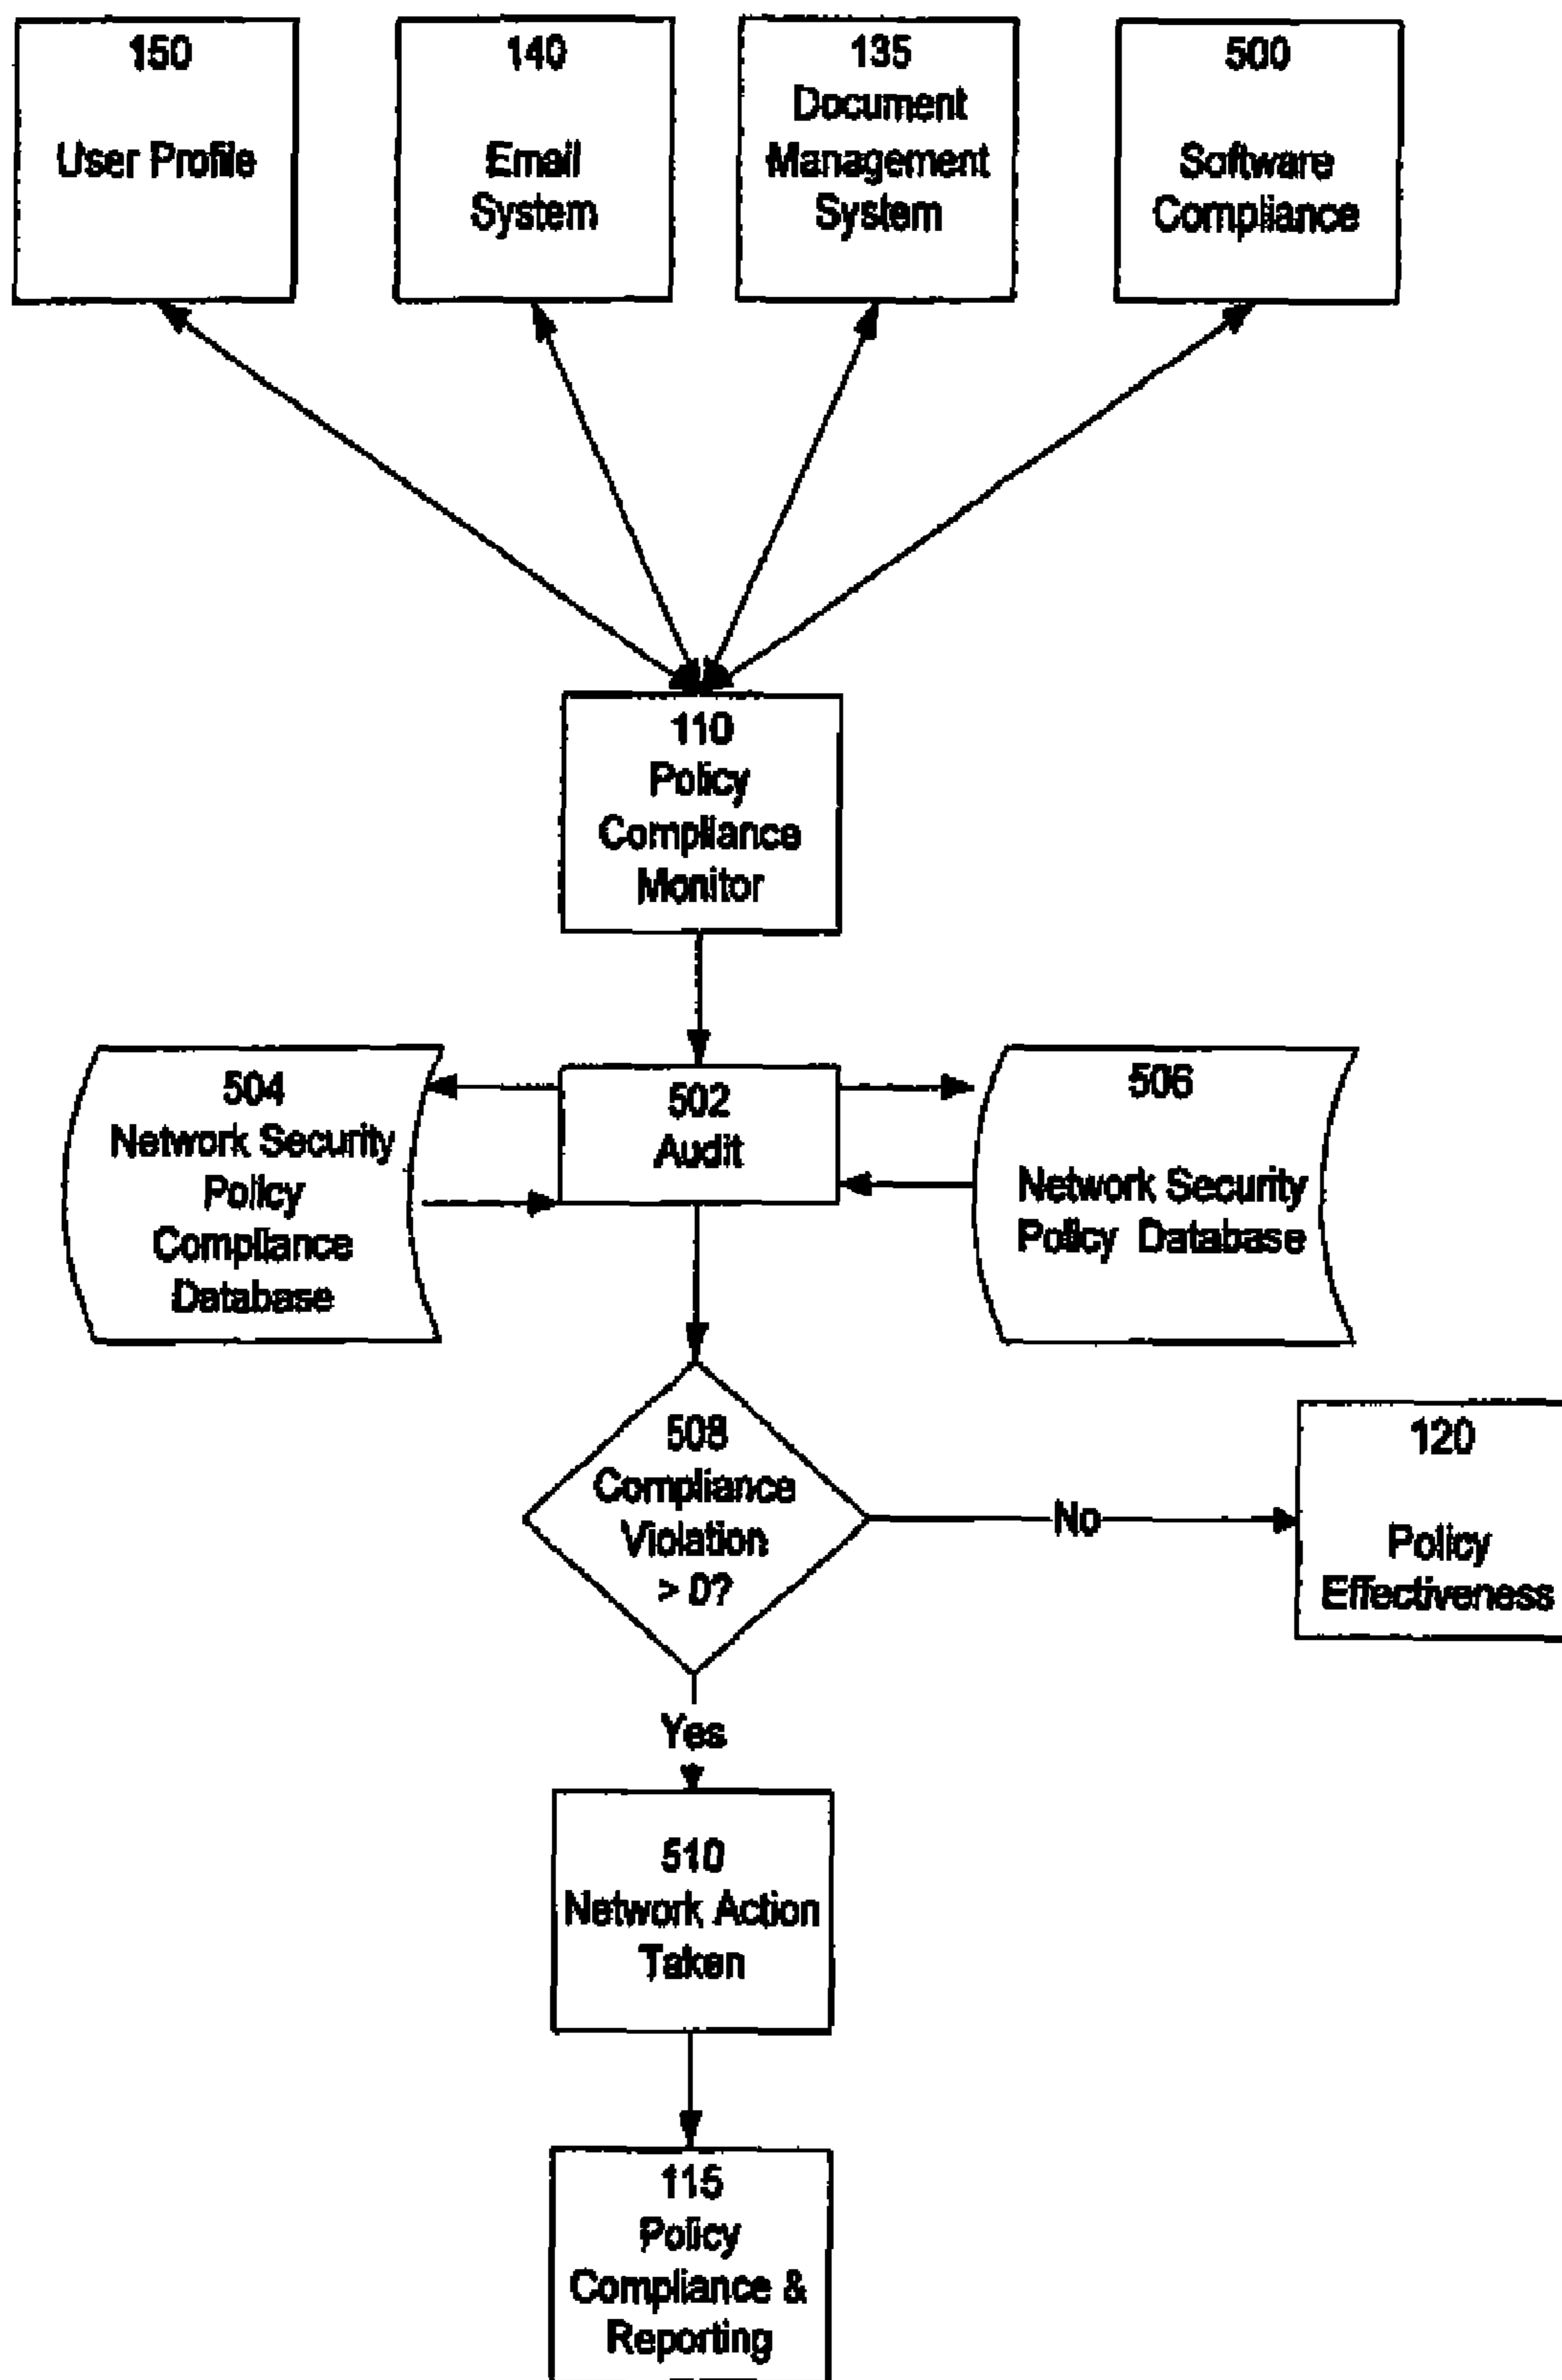 150
User Profile
140
Email
System
135
Document
Management
System
500
Software
Compliance
110
Policy
Compliance
Monitor
504
Network Security
Policy
Compliance
Database
502
Audit
506
Network Security
Policy Database
508
Compliance
Violation
> 0?
No
120
Policy
Effectiveness
Yes
510
Network Action
Taken
115
Policy
Compliance &
Reporting